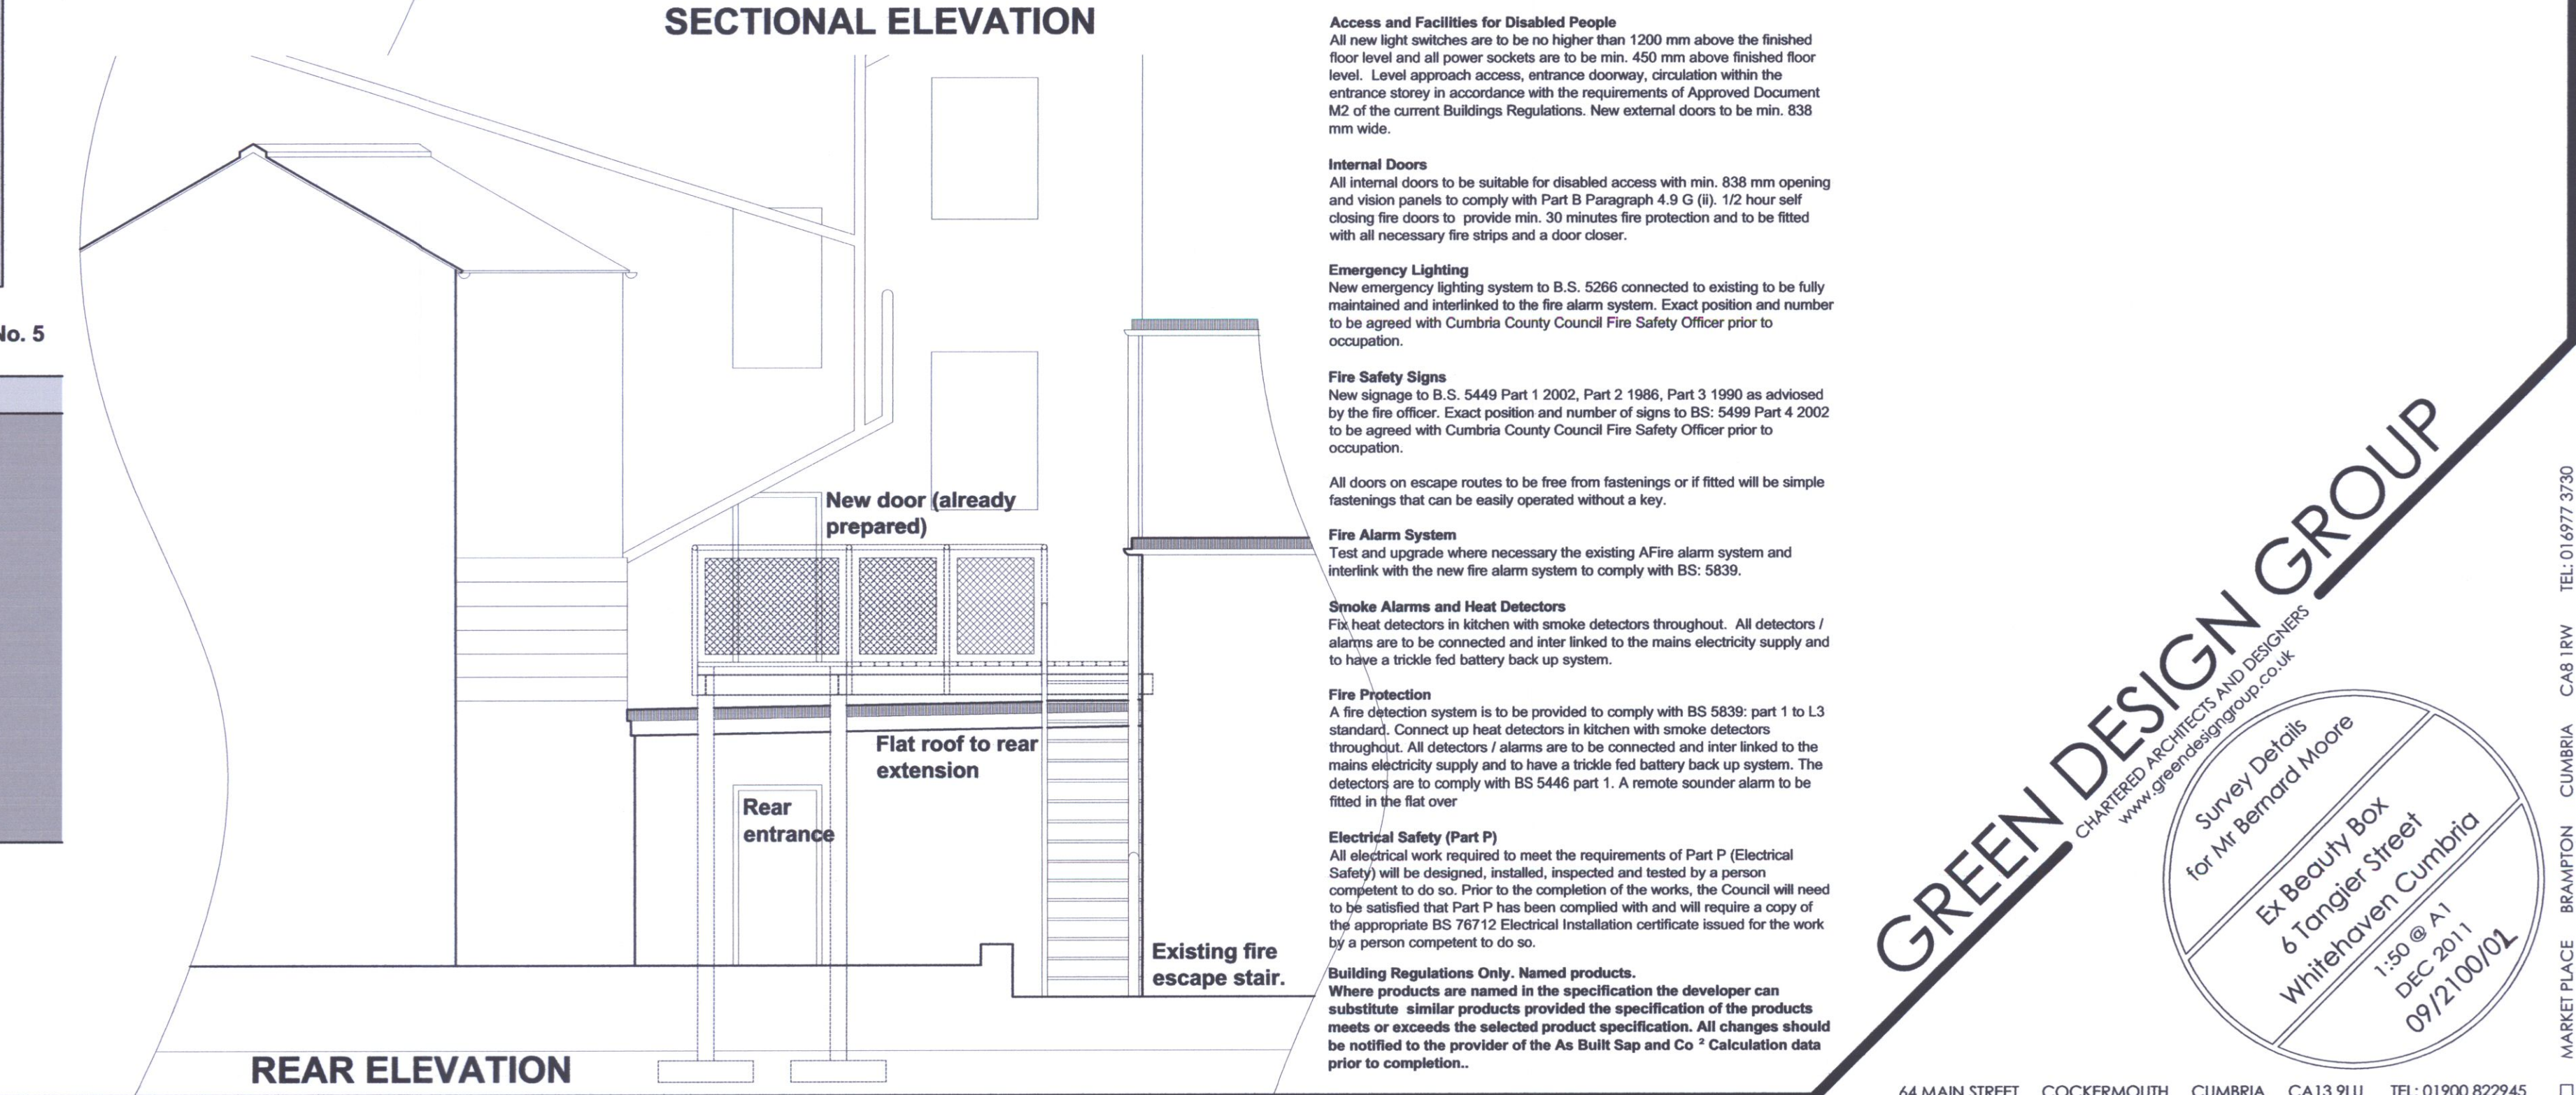 SECTIONAL ELEVATION
No. 5
New door (already
prepared)
Flat roof to rear
extension
Rear
entrance
Existing fire
escape stair.
REAR ELEVATION
Access and Facilities for Disabled People
All new light switches are to be no higher than 1200 mm above the finished
floor level and all power sockets are to be min. 450 mm above finished floor
level. Level approach access, entrance doorway, circulation within the
entrance storey in accordance with the requirements of Approved Document
M2 of the current Buildings Regulations. New external doors to be min. 838
mm wide.
Internal Doors
All internal doors to be suitable for disabled access with min. 838 mm opening
and vision panels to comply with Part B Paragraph 4.9 G (ii). 1/2 hour self
closing fire doors to provide min. 30 minutes fire protection and to be fitted
with all necessary fire strips and a door closer.
Emergency Lighting
New emergency lighting system to B.S. 5266 connected to existing to be fully
maintained and interlinked to the fire alarm system. Exact position and number
to be agreed with Cumbria County Council Fire Safety Officer prior to
occupation.
Fire Safety Signs
New signage to B.S. 5449 Part 1 2002, Part 2 1986, Part 3 1990 as adviosed
by the fire officer. Exact position and number of signs to BS: 5499 Part 4 2002
to be agreed with Cumbria County Council Fire Safety Officer prior to
occupation.
All doors on escape routes to be free from fastenings or if fitted will be simple
fastenings that can be easily operated without a key.
Fire Alarm System
Test and upgrade where necessary the existing AFire alarm system and
interlink with the new fire alarm system to comply with BS: 5839.
Smoke Alarms and Heat Detectors
Fix heat detectors in kitchen with smoke detectors throughout. All detectors /
alarms are to be connected and inter linked to the mains electricity supply and
to have a trickle fed battery back up system.
Fire Protection
A fire detection system is to be provided to comply with BS 5839: part 1 to L3
standard. Connect up heat detectors in kitchen with smoke detectors
throughout. All detectors / alarms are to be connected and inter linked to the
mains electricity supply and to have a trickle fed battery back up system. The
detectors are to comply with BS 5446 part 1. A remote sounder alarm to be
fitted in the flat over
Electrical Safety (Part P)
All electrical work required to meet the requirements of Part P (Electrical
Safety) will be designed, installed, inspected and tested by a person
competent to do so. Prior to the completion of the works, the Council will need
to be satisfied that Part P has been complied with and will require a copy of
the appropriate BS 76712 Electrical Installation certificate issued for the work
by a person competent to do so.
Building Regulations Only. Named products.
Where products are named in the specification the developer can
substitute similar products provided the specification of the products
meets or exceeds the selected product specification. All changes should
be notified to the provider of the As Built Sap and Co ² Calculation data
prior to completion..
GREEN DESIGN GROUP
CHARTERED ARCHITECTS AND DESIGNERS
www.greendesigngroup.co.uk
Survey Details
for Mr Bernard Moore
Ex Beauty Box
6 Tangier Street
Whitehaven Cumbria
1:50 @ A1
DEC 2011
09/2100/01
MARKET PLACE BRAMPTON CUMBRIA CA8 1RW TEL: 016977 3730
64 MAIN STREET COCKERMOUTH CUMBRIA CA13 9LU TEL: 01900 822945